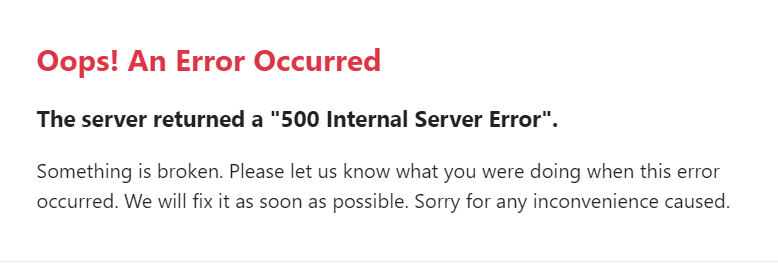 Oops! An Error Occurred
The server returned a "500 Internal Server Error".
Something is broken. Please let us know what you were doing when this error
occurred. We will fix it as soon as possible. Sorry for any inconvenience caused.